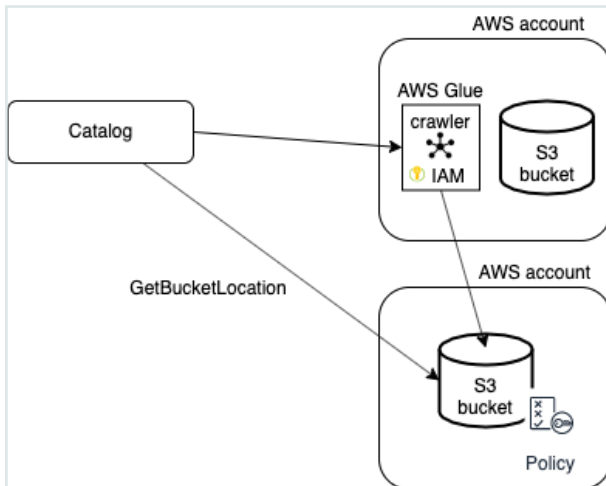 AWS account
AWS Glue
Catalog
crawler
IAM
S3
bucket
AWS account
GetBucketLocation
S3
bucket
Policy